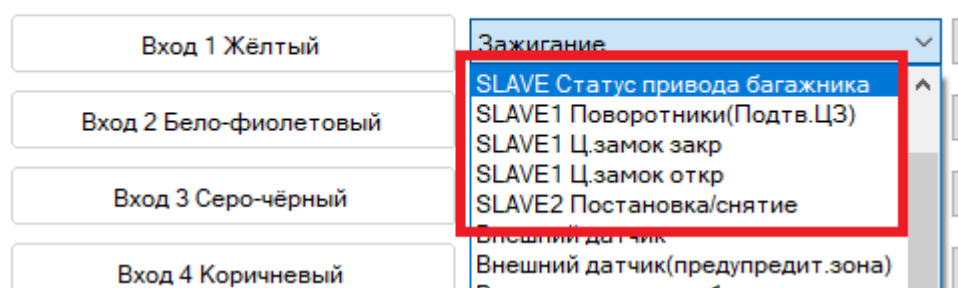 Вход 1 Жёлтый
Зажигание
SLAVE Статус привода багажника
SLAVE1 Поворотники(Подтв.ЦЗ)
Вход 2 Бело-фиолетовый
SLAVE1 Ц.замок закр
SLAVE1 Ц.замок откр
Вход 3 Серо-чёрный
SLAVE2 Постановка/снятие
Внешний датчик
Внешний датчик(предупредит.зона)
Вход 4 Коричневый